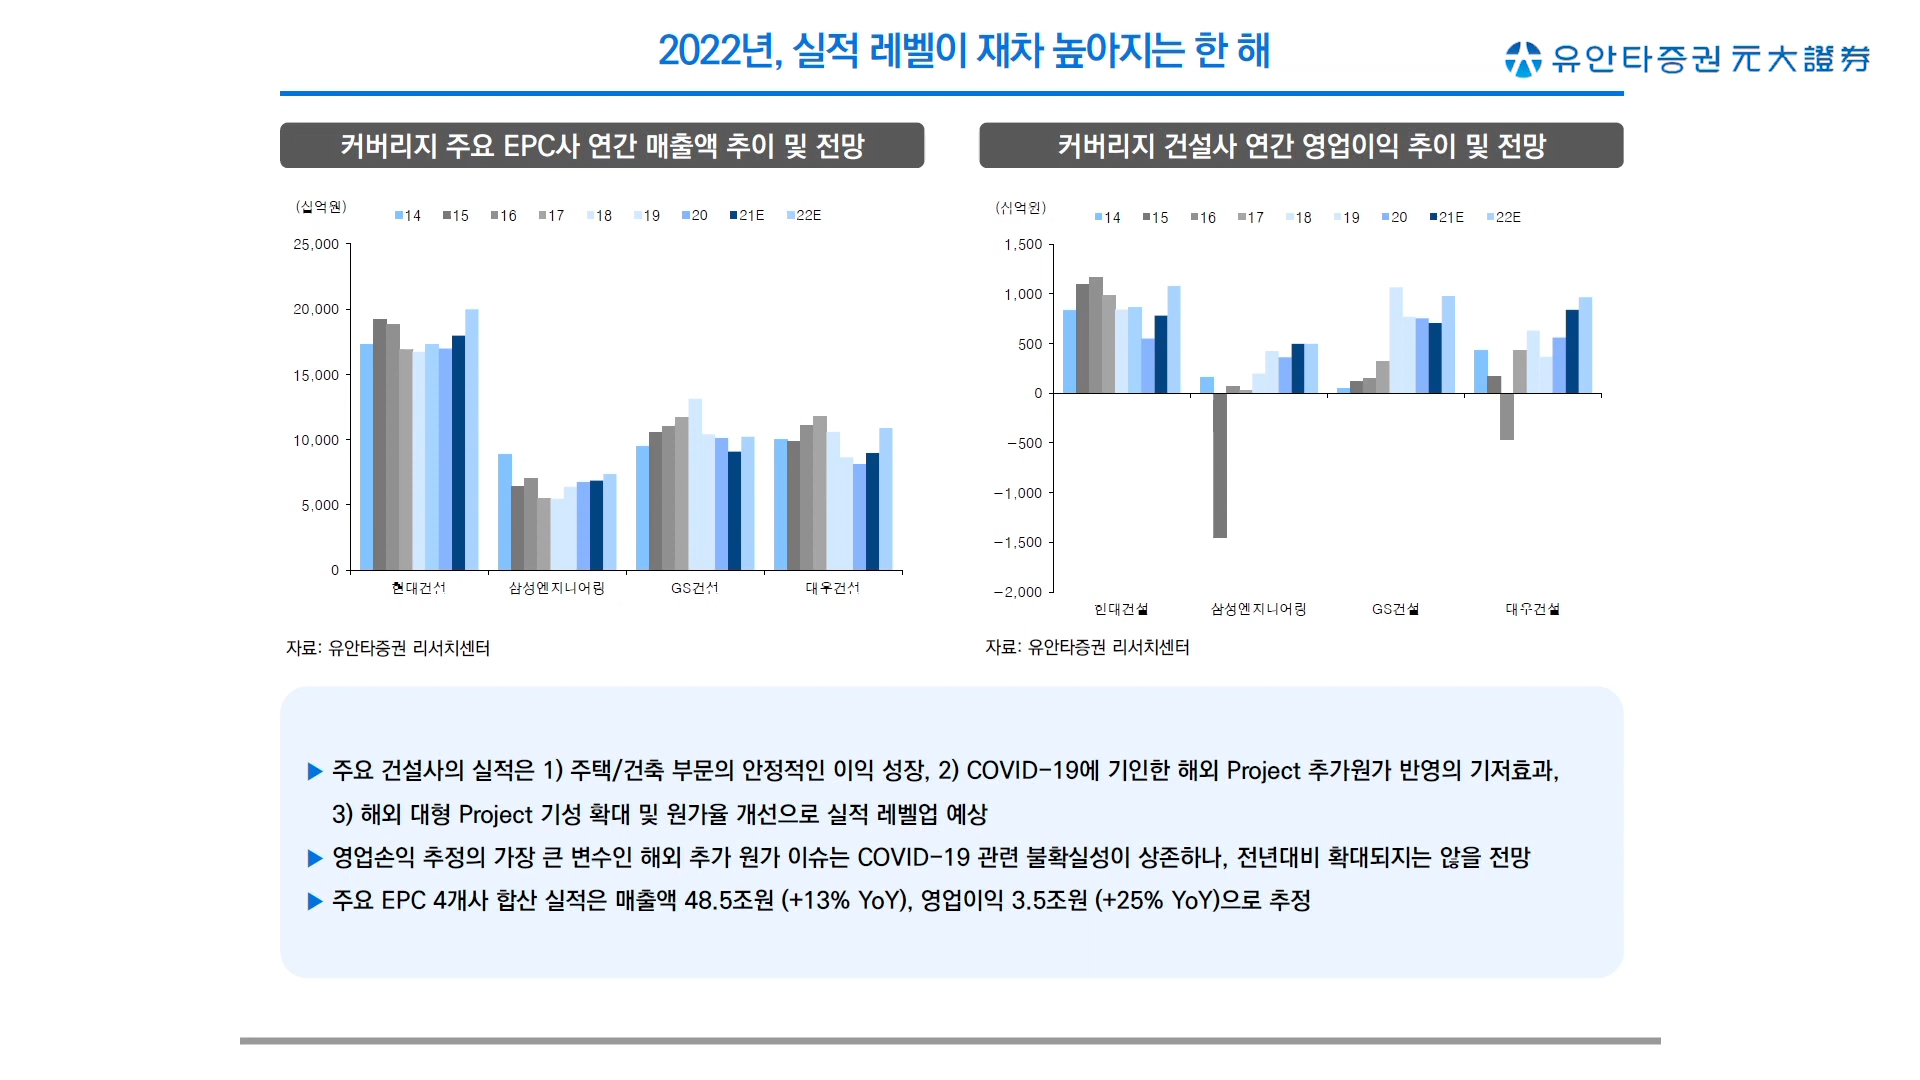 2022년, 실적 레벨이 재차 높아지는 한 해
유안타증권 元大證券
커버리지 주요 EPC사 연간 매출액 추이 및 전망
(십억원)
14 15 16 17 18 19 20 21E 22E
25,000
20,000
15,000
10,000
5,000
0
현대건설 삼성엔지니어링 GS건설 대우건설
자료: 유안타증권 리서치센터
커버리지 건설사 연간 영업이익 추이 및 전망
(십억원)
14 15 16 17 18 19 20 21E 22E
1,500
1,000
500
0
-500
-1,000
-1,500
-2,000
현대건설 삼성엔지니어링 GS건설 대우건설
자료: 유안타증권 리서치센터
▶ 주요 건설사의 실적은 1) 주택/건축 부문의 안정적인 이익 성장, 2) COVID-19에 기인한 해외 Project 추가원가 반영의 기저효과,
3) 해외 대형 Project 기성 확대 및 원가율 개선으로 실적 레벨업 예상
▶ 영업손익 추정의 가장 큰 변수인 해외 추가 원가 이슈는 COVID-19 관련 불확실성이 상존하나, 전년대비 확대되지는 않을 전망
▶ 주요 EPC 4개사 합산 실적은 매출액 48.5조원 (+13% YoY), 영업이익 3.5조원 (+25% YoY)으로 추정